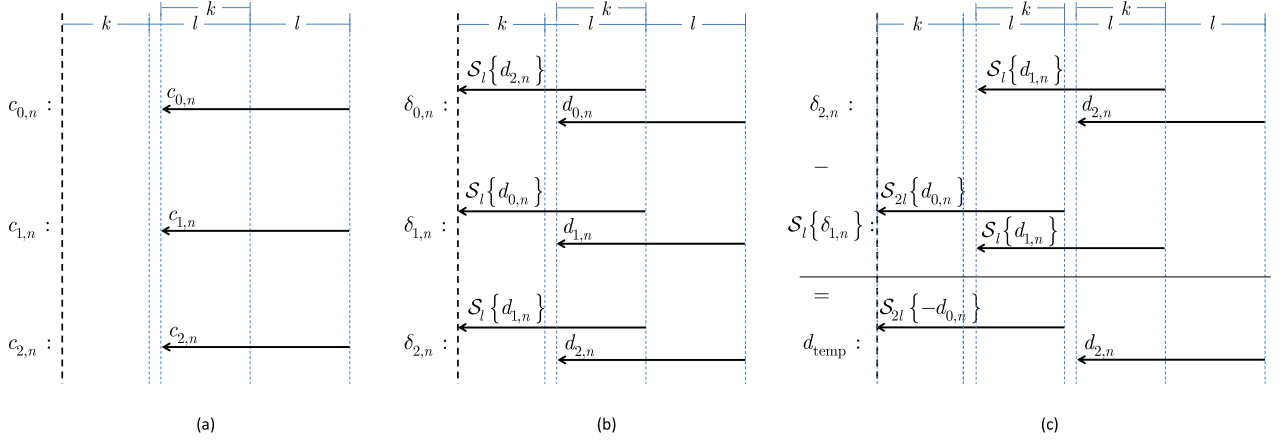 k
k l l
c_{0,n} : c_{0,n}
c_{1,n} : c_{1,n}
c_{2,n} : c_{2,n}
(a)
k
k l l
𝒮_l{d_{2,n}}
δ_{0,n} : d_{0,n}
𝒮_l{d_{0,n}}
δ_{1,n} : d_{1,n}
𝒮_l{d_{1,n}}
δ_{2,n} : d_{2,n}
(b)
k k
k l l l
𝒮_l{d_{1,n}}
δ_{2,n} : d_{2,n}
−
𝒮_{2l}{d_{0,n}}
𝒮_l{δ_{1,n}} : 𝒮_l{d_{1,n}}
=
𝒮_{2l}{−d_{0,n}}
d_{temp} : d_{2,n}
(c)